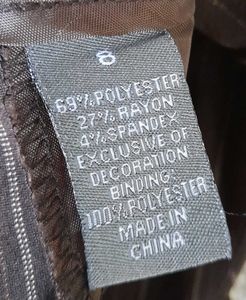 8
69% POLYESTER
27% RAYON
4% SPANDEX
EXCLUSIVE OF
DECORATION
BINDING:
100% POLYESTER
MADE IN
CHINA